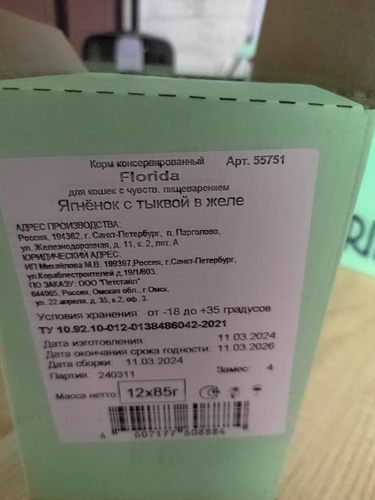 Корм консервированный Арт. 55751
Florida
для кошек с чувств. пищеварением
Ягнёнок с тыквой в желе
АДРЕС ПРОИЗВОДСТВА:
Россия, 194362, г. Санкт-Петербург, п. Парголово,
ул. Железнодорожная, д. 11, к. 2, лит. А
ЮРИДИЧЕСКИЙ АДРЕС:
ИП Михайлова М.В. 199397,Россия, г.Санкт-Петербург,
ул.Кораблестроителей д,19/1/603.
ПО ЗАКАЗУ: ООО "Петстайл"
644065, Россия, Омская обл., г.Омск,
ул. 22 апреля, д. 35, к.2, оф. 3.
Условия хранения от -18 до +35 градусов
ТУ 10.92.10-012-0138486042-2021
Дата изготовления 11.03.2024
Дата окончания срока годности 11.03.2026
Дата сборки 11.03.2024
Партия 240311 Замес 4
Масса нетто 12x85г
4 607177 608884